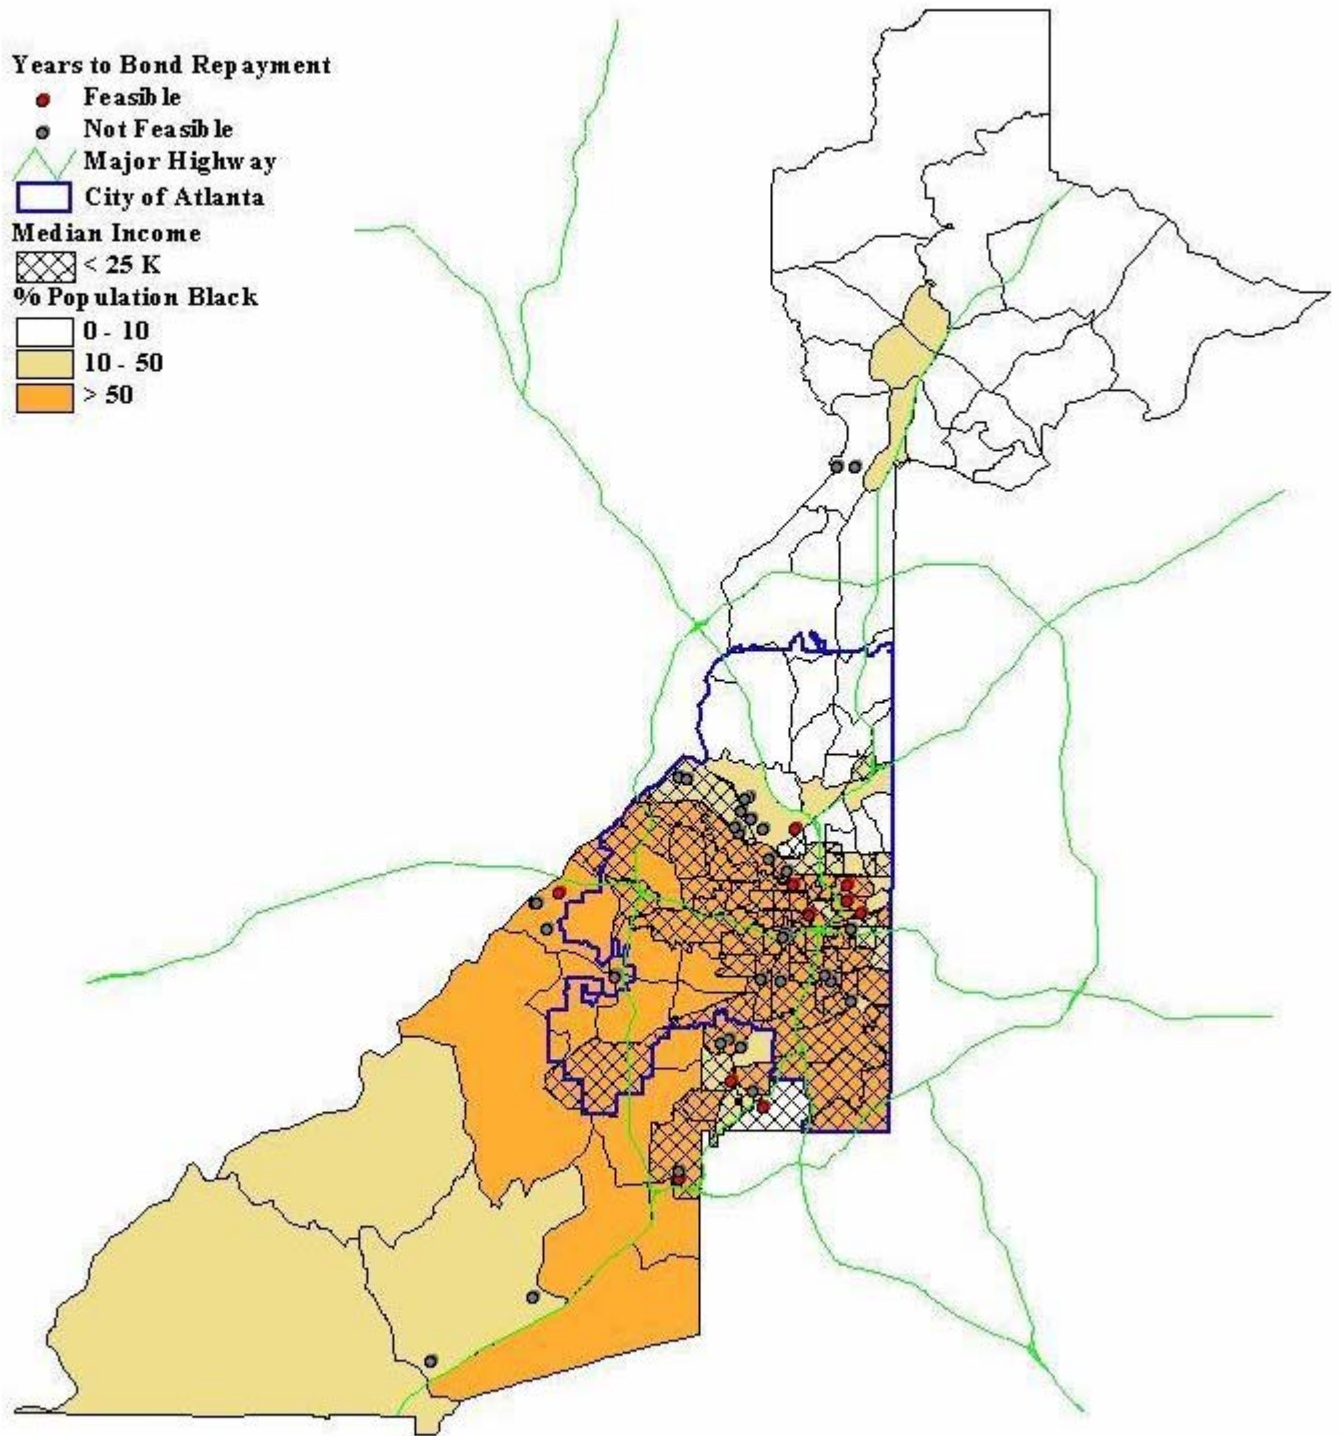 Years to Bond Repayment
Feasible
Not Feasible
Major Highway
City of Atlanta
Median Income
< 25 K
% Population Black
0 - 10
10 - 50
> 50